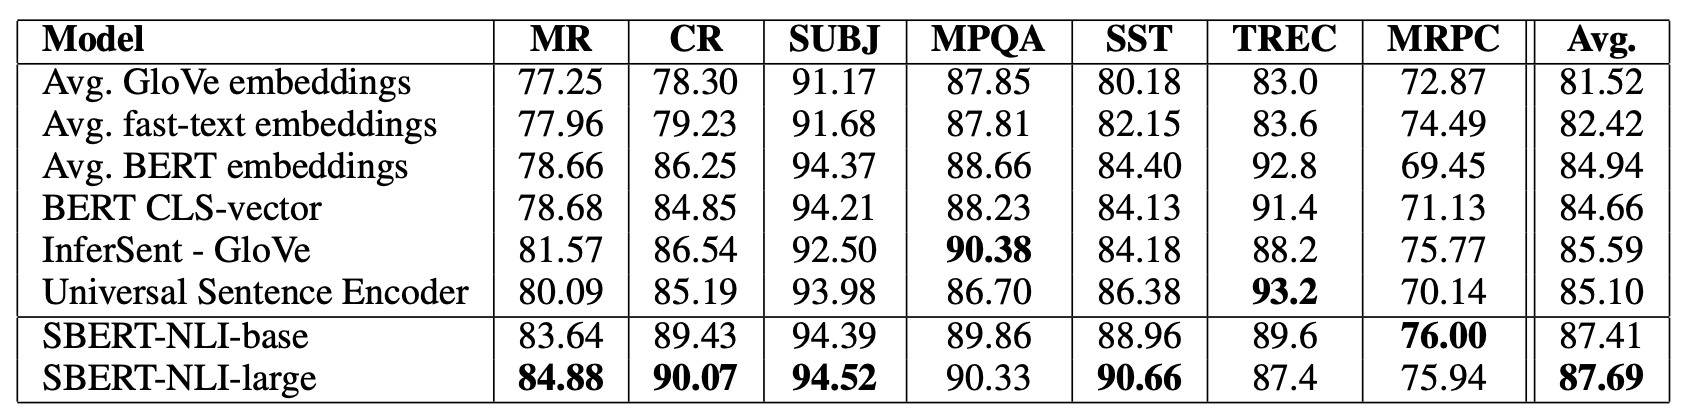 Model MR CR SUBJ MPQA SST TREC MRPC Avg.
Avg. GloVe embeddings 77.25 78.30 91.17 87.85 80.18 83.0 72.87 81.52
Avg. fast-text embeddings 77.96 79.23 91.68 87.81 82.15 83.6 74.49 82.42
Avg. BERT embeddings 78.66 86.25 94.37 88.66 84.40 92.8 69.45 84.94
BERT CLS-vector 78.68 84.85 94.21 88.23 84.13 91.4 71.13 84.66
InferSent - GloVe 81.57 86.54 92.50 90.38 84.18 88.2 75.77 85.59
Universal Sentence Encoder 80.09 85.19 93.98 86.70 86.38 93.2 70.14 85.10
SBERT-NLI-base 83.64 89.43 94.39 89.86 88.96 89.6 76.00 87.41
SBERT-NLI-large 84.88 90.07 94.52 90.33 90.66 87.4 75.94 87.69